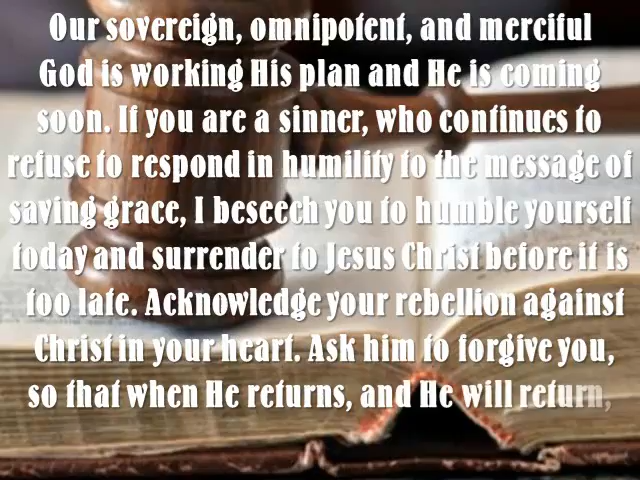 Our sovereign, omnipotent, and merciful
God is working His plan and He is coming
soon. If you are a sinner, who continues to
refuse to respond in humility to the message of
saving grace, I beseech you to humble yourself
today and surrender to Jesus Christ before it is
too late. Acknowledge your rebellion against
Christ in your heart. Ask him to forgive you,
so that when He returns, and He will return,